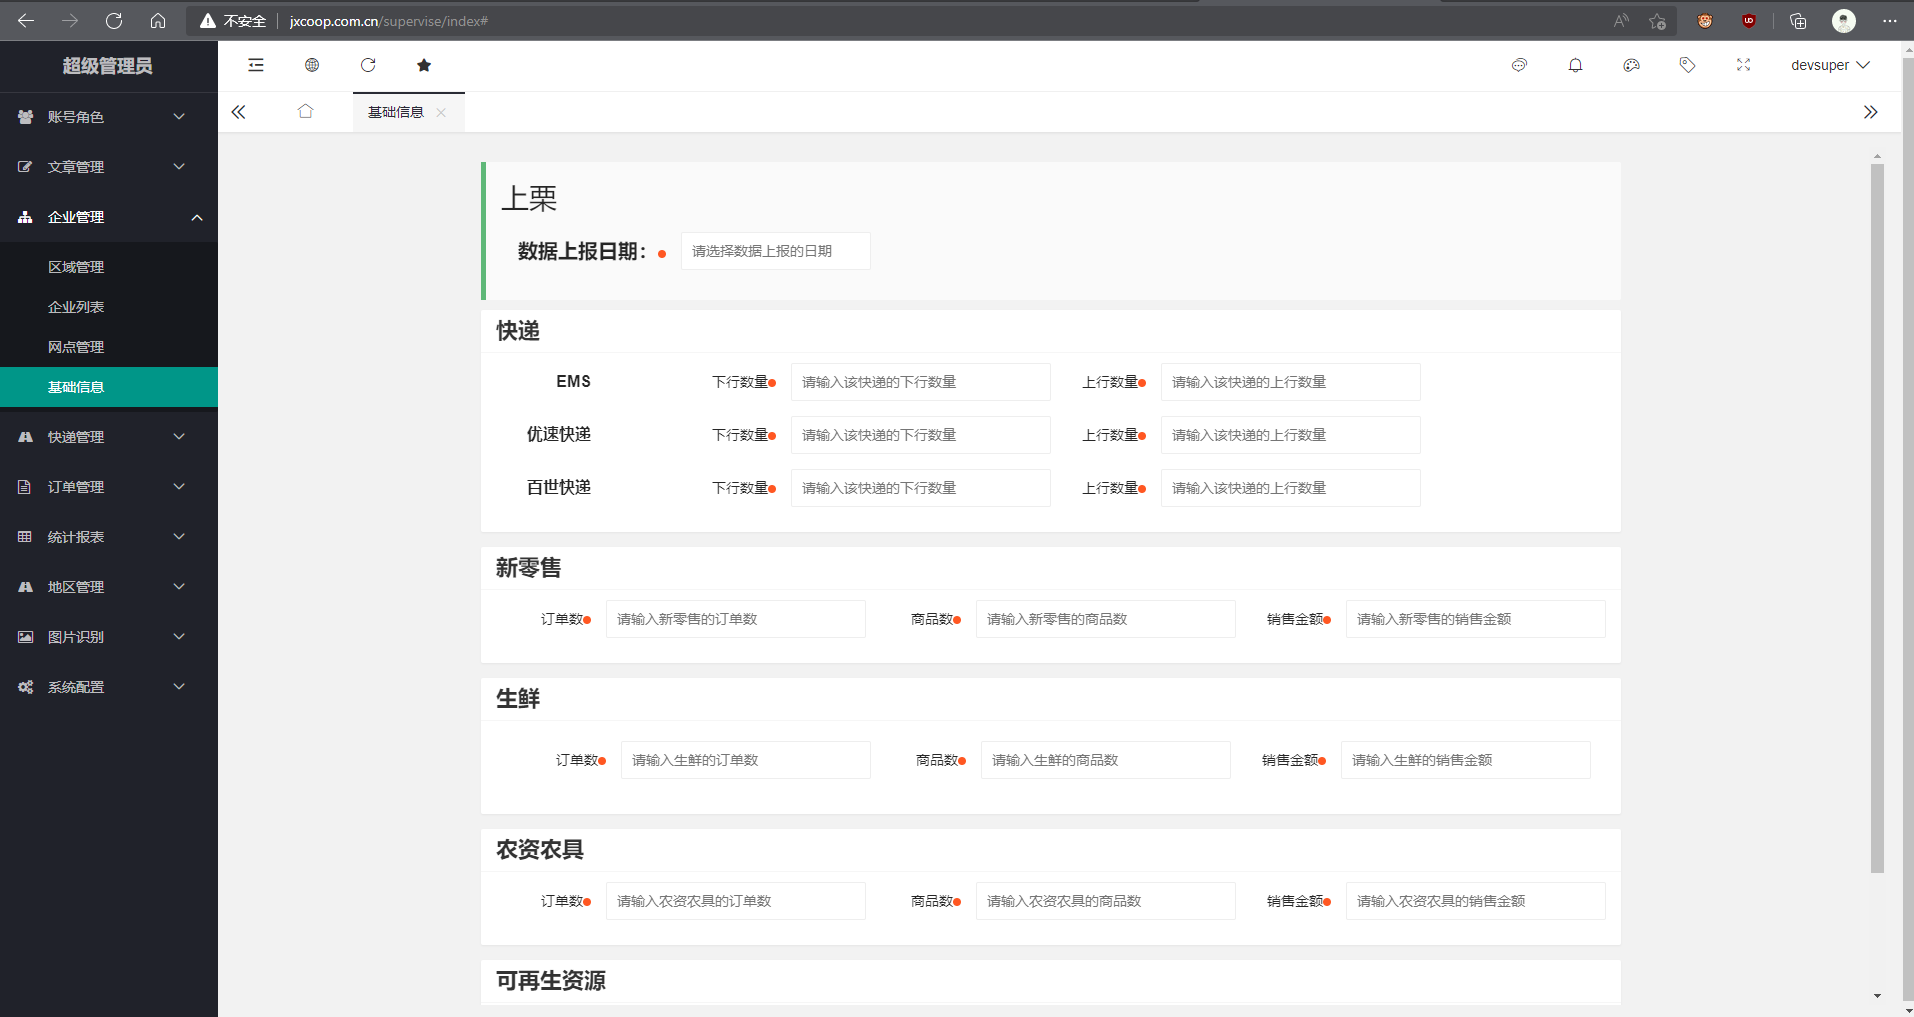 不安全 jxcoop.com.cn/supervise/index#
超级管理员
devsuper
基础信息
账号角色
文章管理
企业管理
区域管理
企业列表
网点管理
基础信息
快递管理
订单管理
统计报表
地区管理
图片识别
系统配置
上栗
数据上报日期： 请选择数据上报的日期
快递
EMS 下行数量 请输入该快递的下行数量 上行数量 请输入该快递的上行数量
优速快递 下行数量 请输入该快递的下行数量 上行数量 请输入该快递的上行数量
百世快递 下行数量 请输入该快递的下行数量 上行数量 请输入该快递的上行数量
新零售
订单数 请输入新零售的订单数 商品数 请输入新零售的商品数 销售金额 请输入新零售的销售金额
生鲜
订单数 请输入生鲜的订单数 商品数 请输入生鲜的商品数 销售金额 请输入生鲜的销售金额
农资农具
订单数 请输入农资农具的订单数 商品数 请输入农资农具的商品数 销售金额 请输入农资农具的销售金额
可再生资源